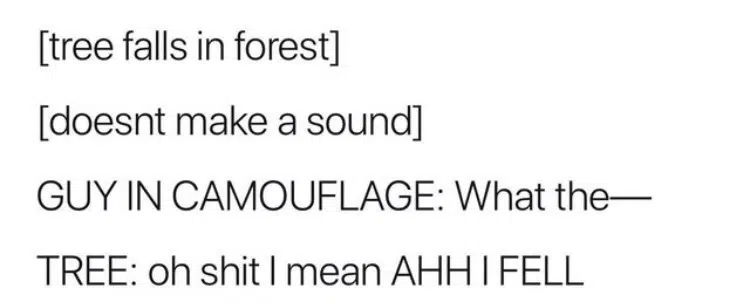 [tree falls in forest]
[doesnt make a sound]
GUY IN CAMOUFLAGE: What the—
TREE: oh shit I mean AHH I FELL